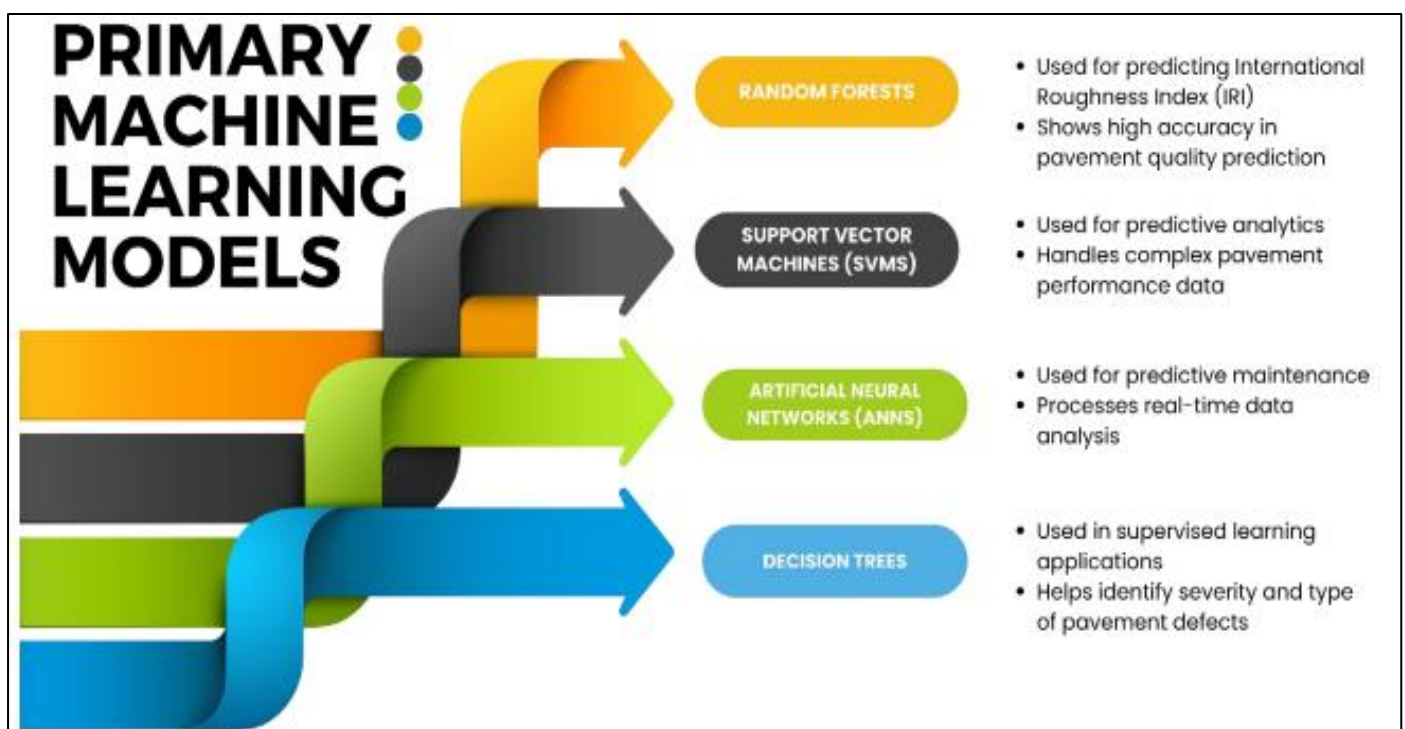 PRIMARY
MACHINE
LEARNING
MODELS
RANDOM FORESTS
• Used for predicting International
Roughness Index (IRI)
• Shows high accuracy in
pavement quality prediction
SUPPORT VECTOR
MACHINES (SVMS)
• Used for predictive analytics
• Handles complex pavement
performance data
ARTIFICIAL NEURAL
NETWORKS (ANNS)
• Used for predictive maintenance
• Processes real-time data
analysis
DECISION TREES
• Used in supervised learning
applications
• Helps identify severity and type
of pavement defects